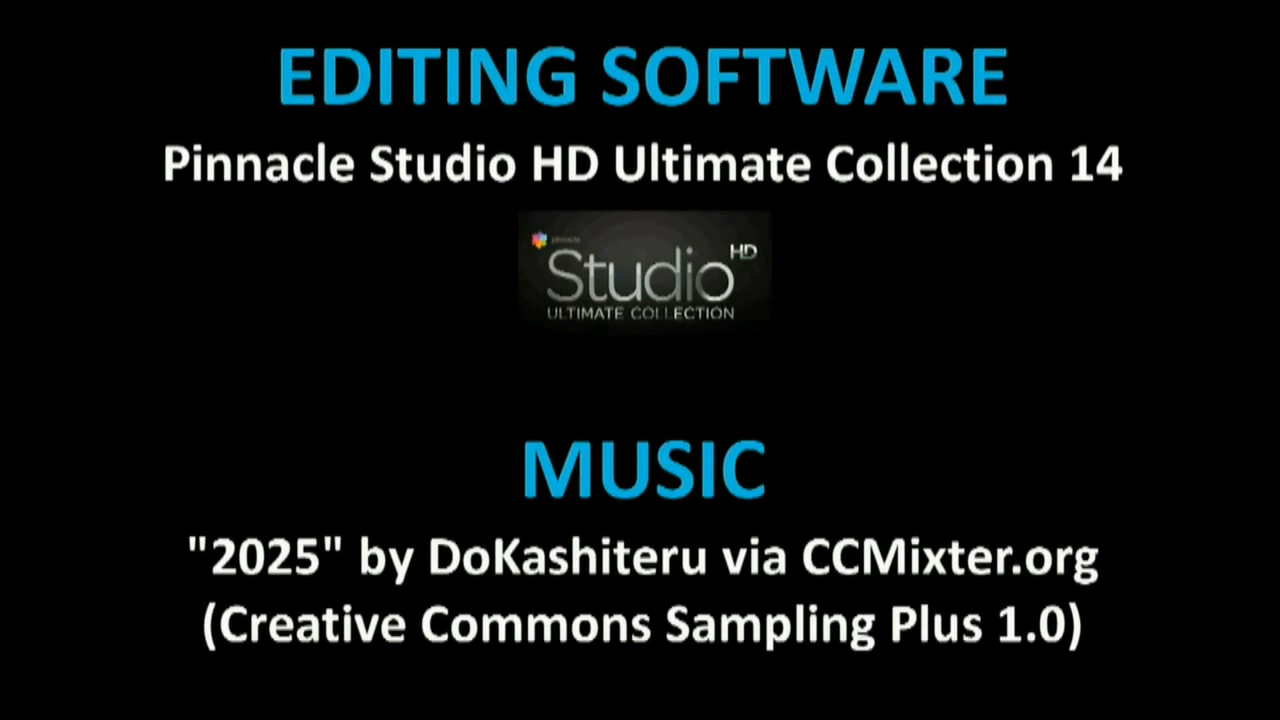 EDITING SOFTWARE
Pinnacle Studio HD Ultimate Collection 14
pinnacle
Studio HD
ULTIMATE COLLECTION
MUSIC
"2025" by DoKashiteru via CCMixter.org
(Creative Commons Sampling Plus 1.0)